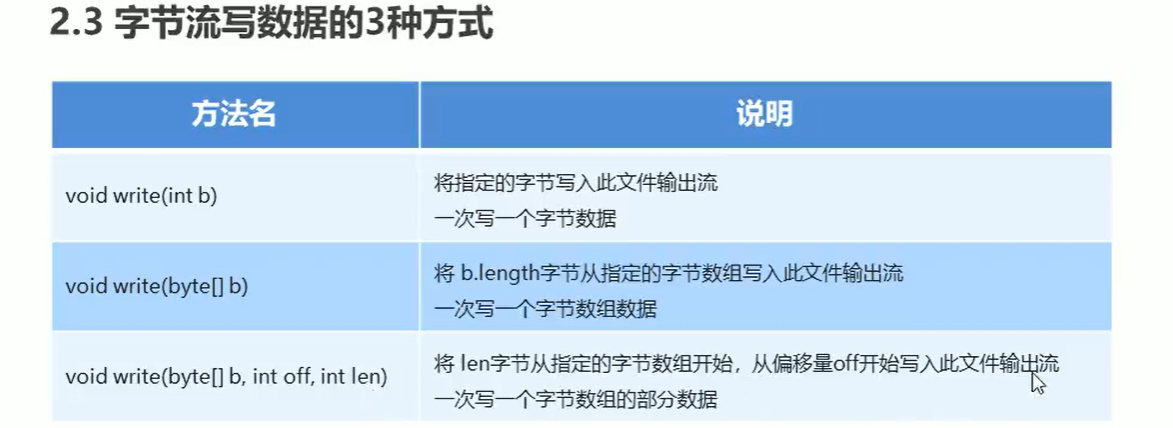 2.3 字节流写数据的3种方式
方法名
说明
void write(int b)
将指定的字节写入此文件输出流
一次写一个字节数据
void write(byte[] b)
将 b.length字节从指定的字节数组写入此文件输出流
一次写一个字节数组数据
void write(byte[] b, int off, int len)
将 len字节从指定的字节数组开始，从偏移量off开始写入此文件输出流
一次写一个字节数组的部分数据